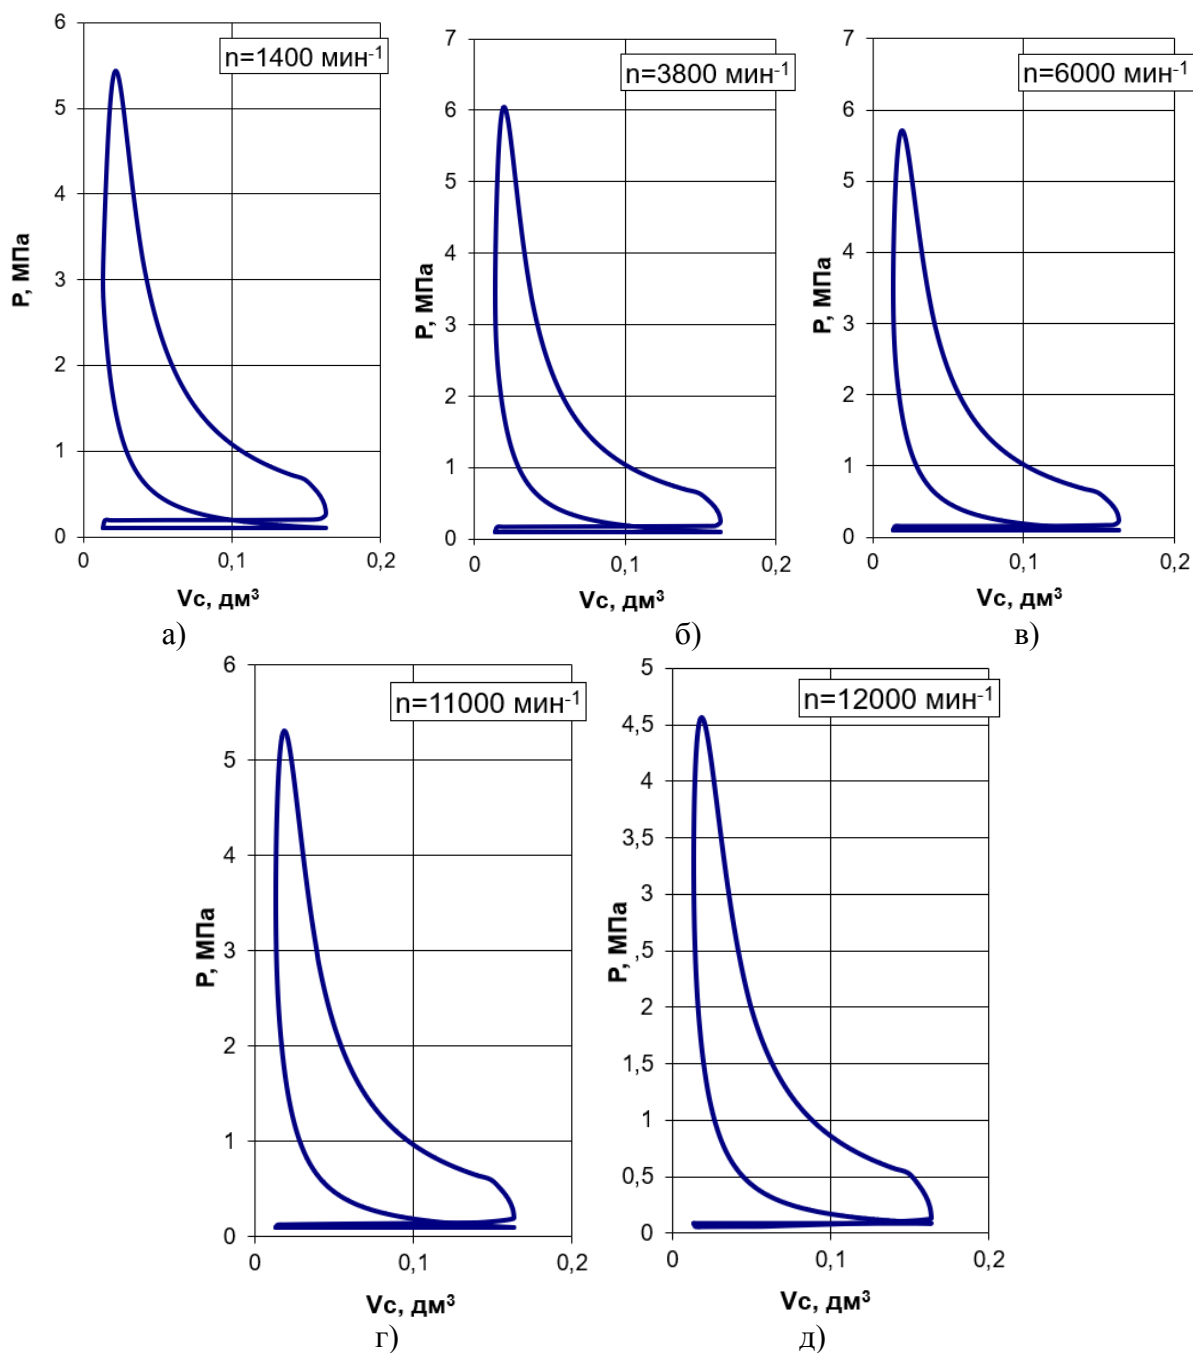 6
5
4
3
2
1
0
n=1400 мин-1
P, МПа
0
0,1
0,2
Vc, дм³
а)
7
6
5
4
3
2
1
0
n=3800 мин-1
P, МПа
0
0,1
0,2
Vc, дм³
б)
7
6
5
4
3
2
1
0
n=6000 мин-1
P, МПа
0
0,1
0,2
Vc, дм³
в)
6
5
4
3
2
1
0
n=11000 мин-1
P, МПа
0
0,1
0,2
Vc, дм³
г)
5
4,5
4
3,5
3
,5
2
1,5
1
0,5
0
n=12000 мин-1
P, МПа
0
0,1
0,2
Vc, дм³
д)